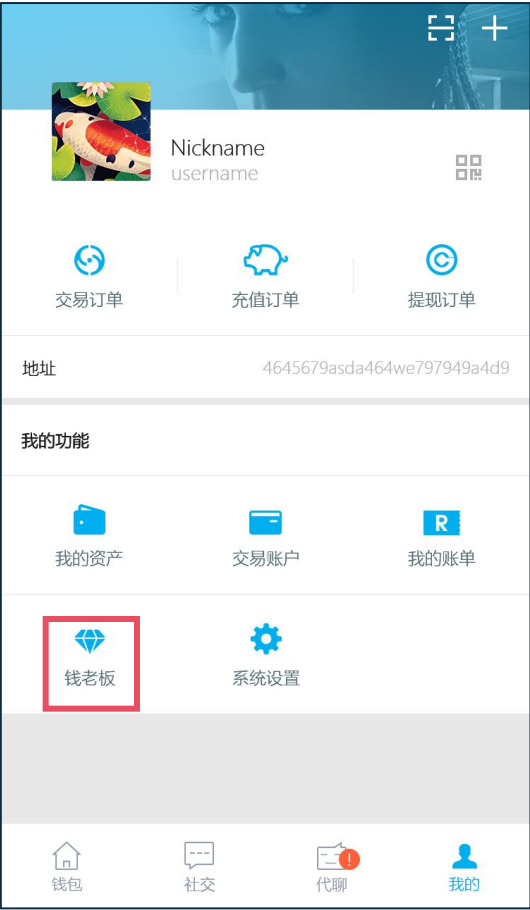 Nickname
username
交易订单
充值订单
提现订单
地址 4645679asda464we797949a4d9
我的功能
R
我的资产
交易账户
我的账单
钱老板
系统设置
!
钱包
社交
代聊
我的